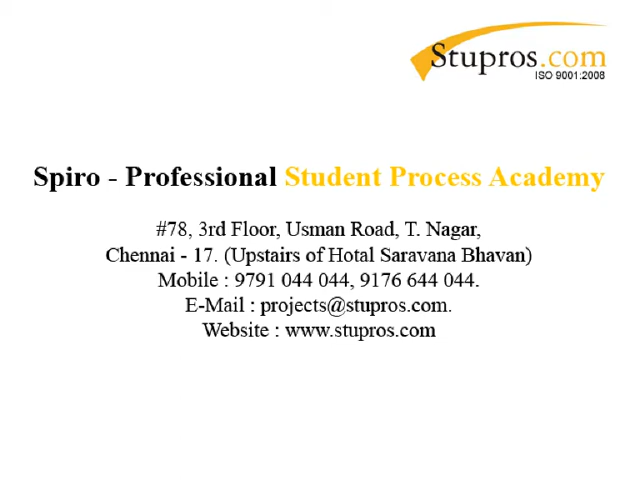 Stupros.com
ISO 9001:2008
Spiro - Professional Student Process Academy
#78, 3rd Floor, Usman Road, T. Nagar,
Chennai - 17. (Upstairs of Hotal Saravana Bhavan)
Mobile : 9791 044 044, 9176 644 044.
E-Mail : projects@stupros.com.
Website : www.stupros.com